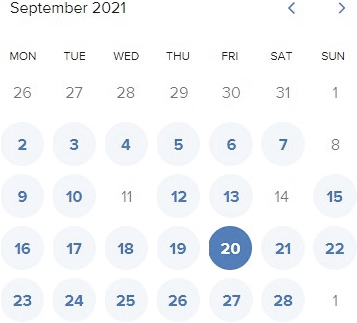 September 2021
MON TUE WED THU FRI SAT SUN
26 27 28 29 30 31 1
2 3 4 5 6 7 8
9 10 11 12 13 14 15
16 17 18 19 20 21 22
23 24 25 26 27 28 1